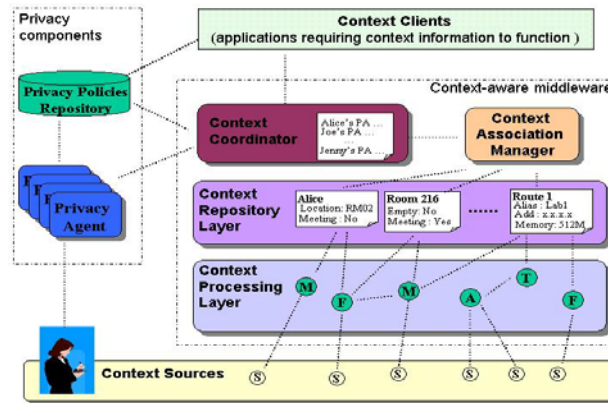 Privacy
components
Context Clients
(applications requiring context information to function )
Context-aware middleware
Privacy Policies
Repository
Context
Coordinator
Alice's PA ...
Joe's PA ...
...
Jenny's PA ...
Context
Association
Manager
Privacy
Agent
Context
Repository
Layer
Alice
Location: RM02
Meeting : No
Room 216
Empty: No
Meeting : Yes
Route 1
Alias : Lab1
Add : x.x.x.x
Memory: 512M
Context
Processing
Layer
M
F
M
A
T
F
Context Sources
S
S
S
S
S
S